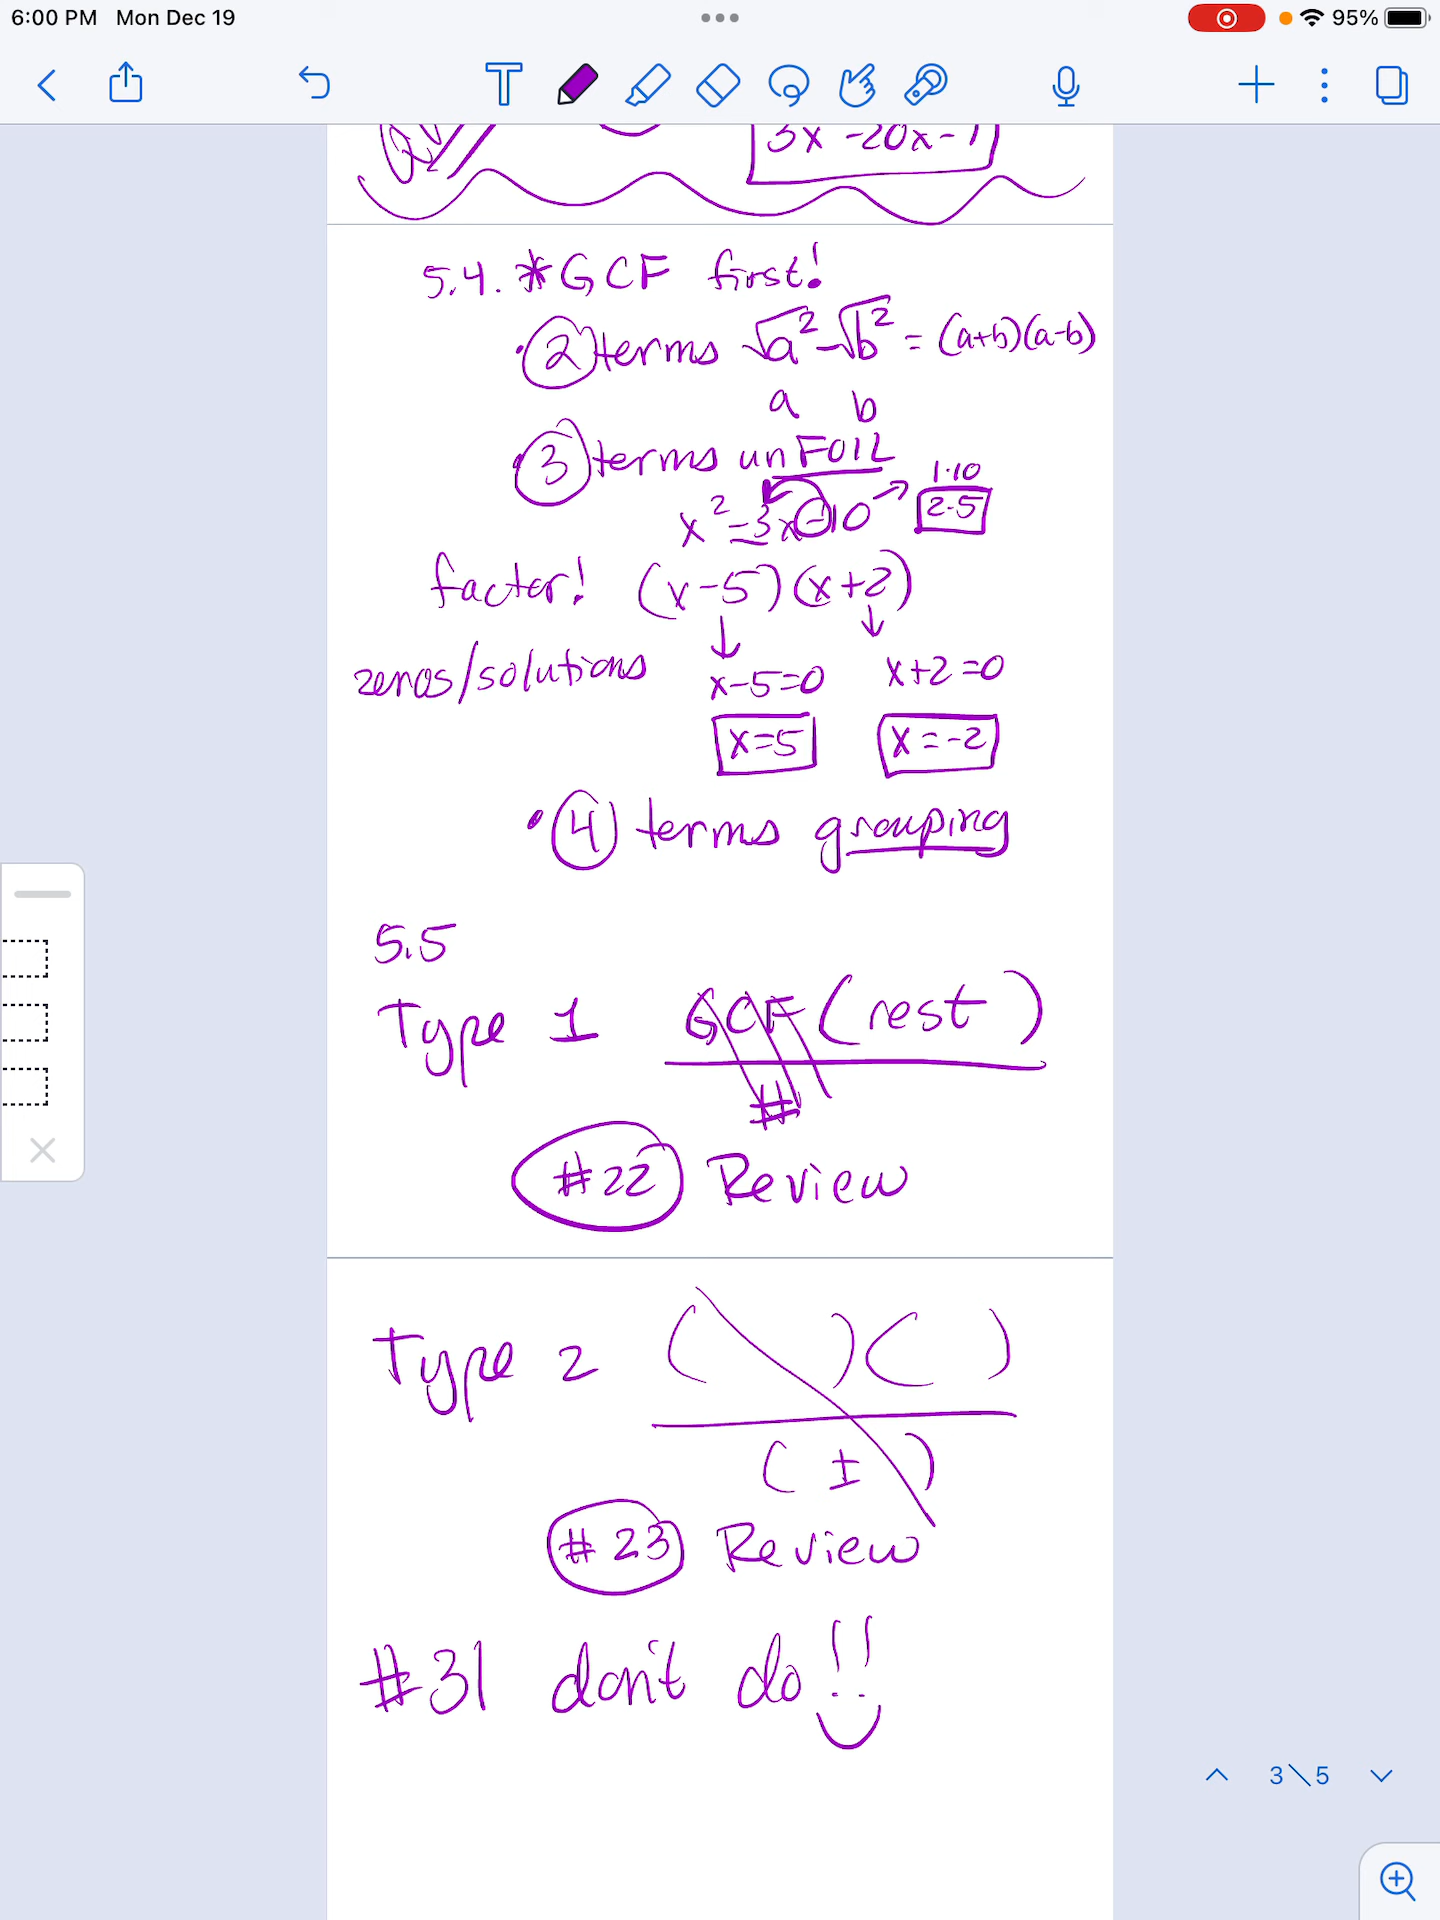 6:00 PM Mon Dec 19
95%
T
3x -20x-
5.4. *GCF first!
• 2 terms √a² - √b² = (a+b)(a-b)
a b
• 3 terms unFOIL
1·10
x² - 3x - 10 → 2·5
factor! (x-5)(x+2)
zeros/solutions x-5=0 x+2=0
x=5 x=-2
• 4 terms grouping
5.5
Type 1 GCF(rest)
#
#22 Review
Type 2 ( )( )
( ± )
#23 Review
#31 don't do!!
3\5